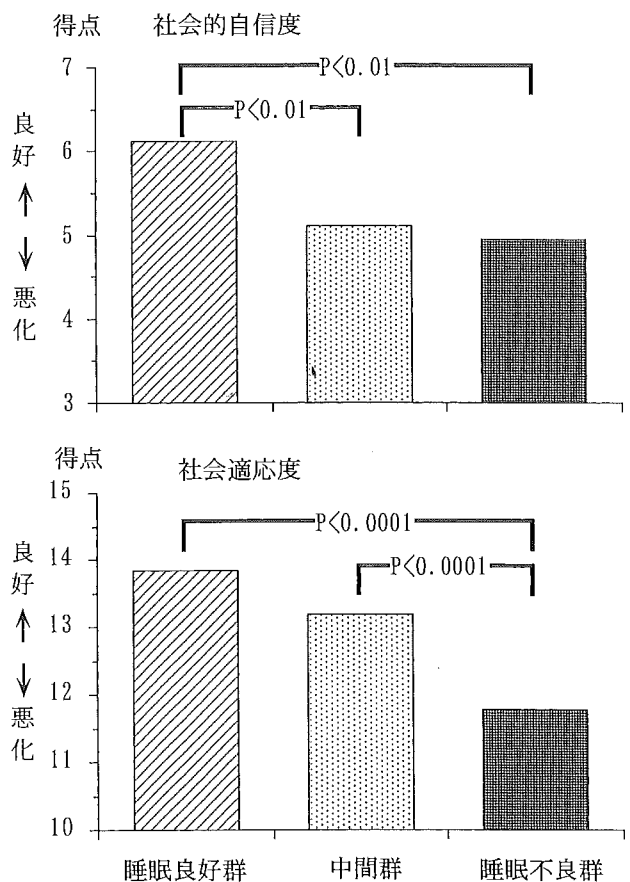 得点 社会的自信度
7
P<0.01
P<0.01
6
5
4
3
良好
↑
↓
悪化
得点 社会適応度
15
P<0.0001
14
P<0.0001
13
12
11
10
良好
↑
↓
悪化
睡眠良好群 中間群 睡眠不良群